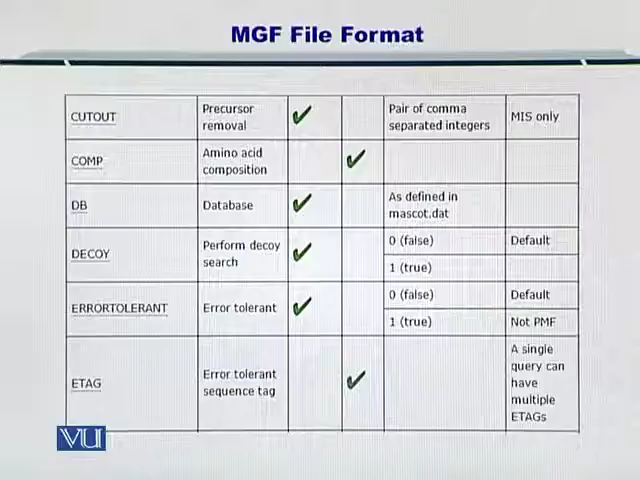 MGF File Format
CUTOUT
Precursor
removal
✔
Pair of comma
separated integers
MIS only
COMP
Amino acid
composition
✔
DB
Database
✔
As defined in
mascot.dat
DECOY
Perform decoy
search
✔
0 (false)
Default
1 (true)
ERRORTOLERANT
Error tolerant
✔
0 (false)
Default
1 (true)
Not PMF
ETAG
Error tolerant
sequence tag
✔
A single
query can
have
multiple
ETAGs
VU